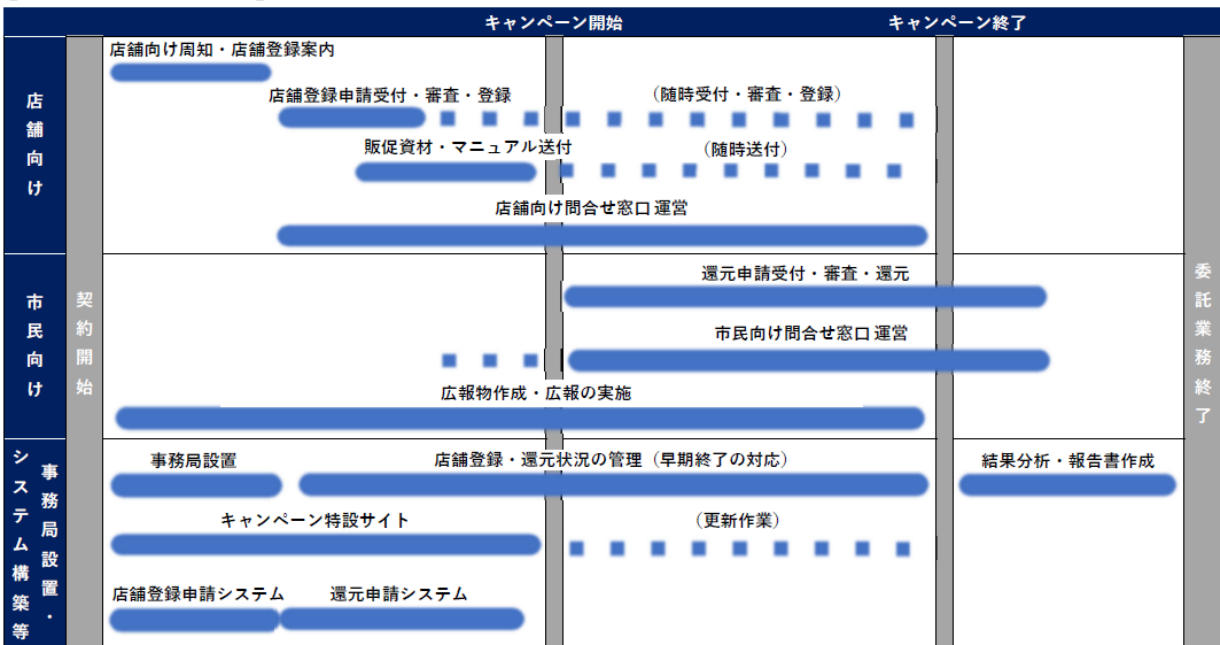 キャンペーン開始
キャンペーン終了
店舗向け
契約開始
委託業務終了
店舗向け周知・店舗登録案内
店舗登録申請受付・審査・登録
（随時受付・審査・登録）
販促資材・マニュアル送付
（随時送付）
店舗向け問合せ窓口運営
市民向け
還元申請受付・審査・還元
市民向け問合せ窓口運営
広報物作成・広報の実施
事務局設置・
システム構築等
事務局設置
店舗登録・還元状況の管理（早期終了の対応）
結果分析・報告書作成
キャンペーン特設サイト
（更新作業）
店舗登録申請システム
還元申請システム